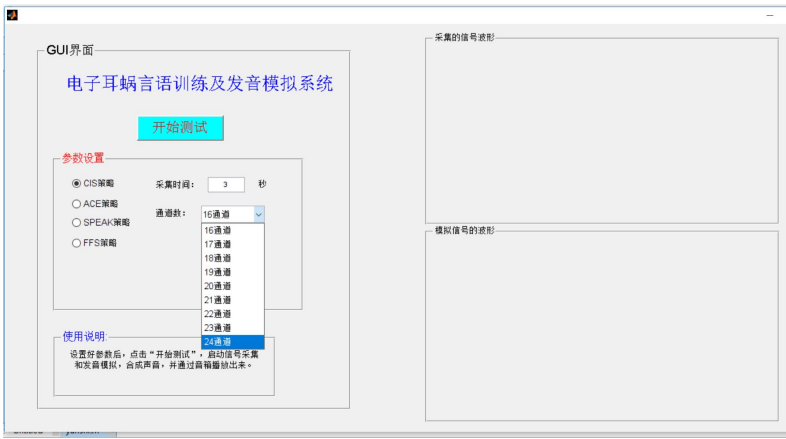 GUI界面
电子耳蜗言语训练及发音模拟系统
开始测试
参数设置
CIS策略
采集时间： 3 秒
ACE策略
通道数： 16通道
SPEAK策略
16通道
17通道
FFS策略
18通道
19通道
20通道
21通道
22通道
23通道
24通道
使用说明:
设置好参数后，点击“开始测试”，启动信号采集
和发音模拟，合成声音，并通过音箱播放出来。
采集的信号波形
模拟信号的波形